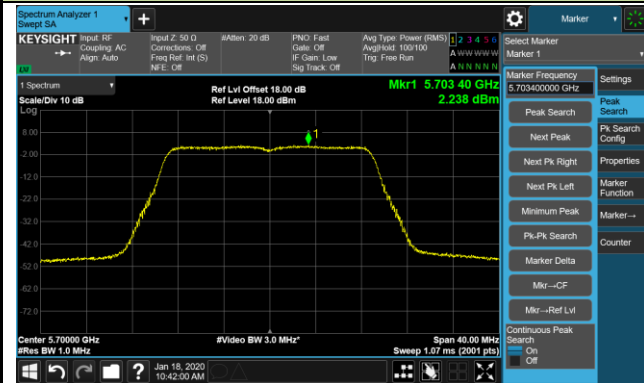 Spectrum Analyzer 1
Swept SA
KEYSIGHT
Input: RF
Coupling: AC
Align: Auto
Input Z: 50 Ω
Corrections: Off
Freq Ref: Int (S)
NFE: Off
#Atten: 20 dB
PNO: Fast
Gate: Off
IF Gain: Low
Sig Track: Off
Avg Type: Power (RMS)
Avg|Hold: 100/100
Trig: Free Run
1 2 3 4 5 6
A W W W W W
A N N N N N
1 Spectrum
Scale/Div 10 dB
Log
Ref Lvl Offset 18.00 dB
Ref Level 18.00 dBm
Mkr1 5.703 40 GHz
2.238 dBm
8.00
-2.00
-12.0
-22.0
-32.0
-42.0
-52.0
-62.0
-72.0
1
Center 5.70000 GHz
#Res BW 1.0 MHz
#Video BW 3.0 MHz*
Span 40.00 MHz
Sweep 1.07 ms (2001 pts)
Jan 18, 2020
10:42:00 AM
Marker
Select Marker
Marker 1
Marker Frequency
5.703400000 GHz
Peak Search
Next Peak
Next Pk Right
Next Pk Left
Minimum Peak
Pk-Pk Search
Marker Delta
Mkr→CF
Mkr→Ref Lvl
Continuous Peak
Search
On
Off
Settings
Peak
Search
Pk Search
Config
Properties
Marker
Function
Marker→
Counter